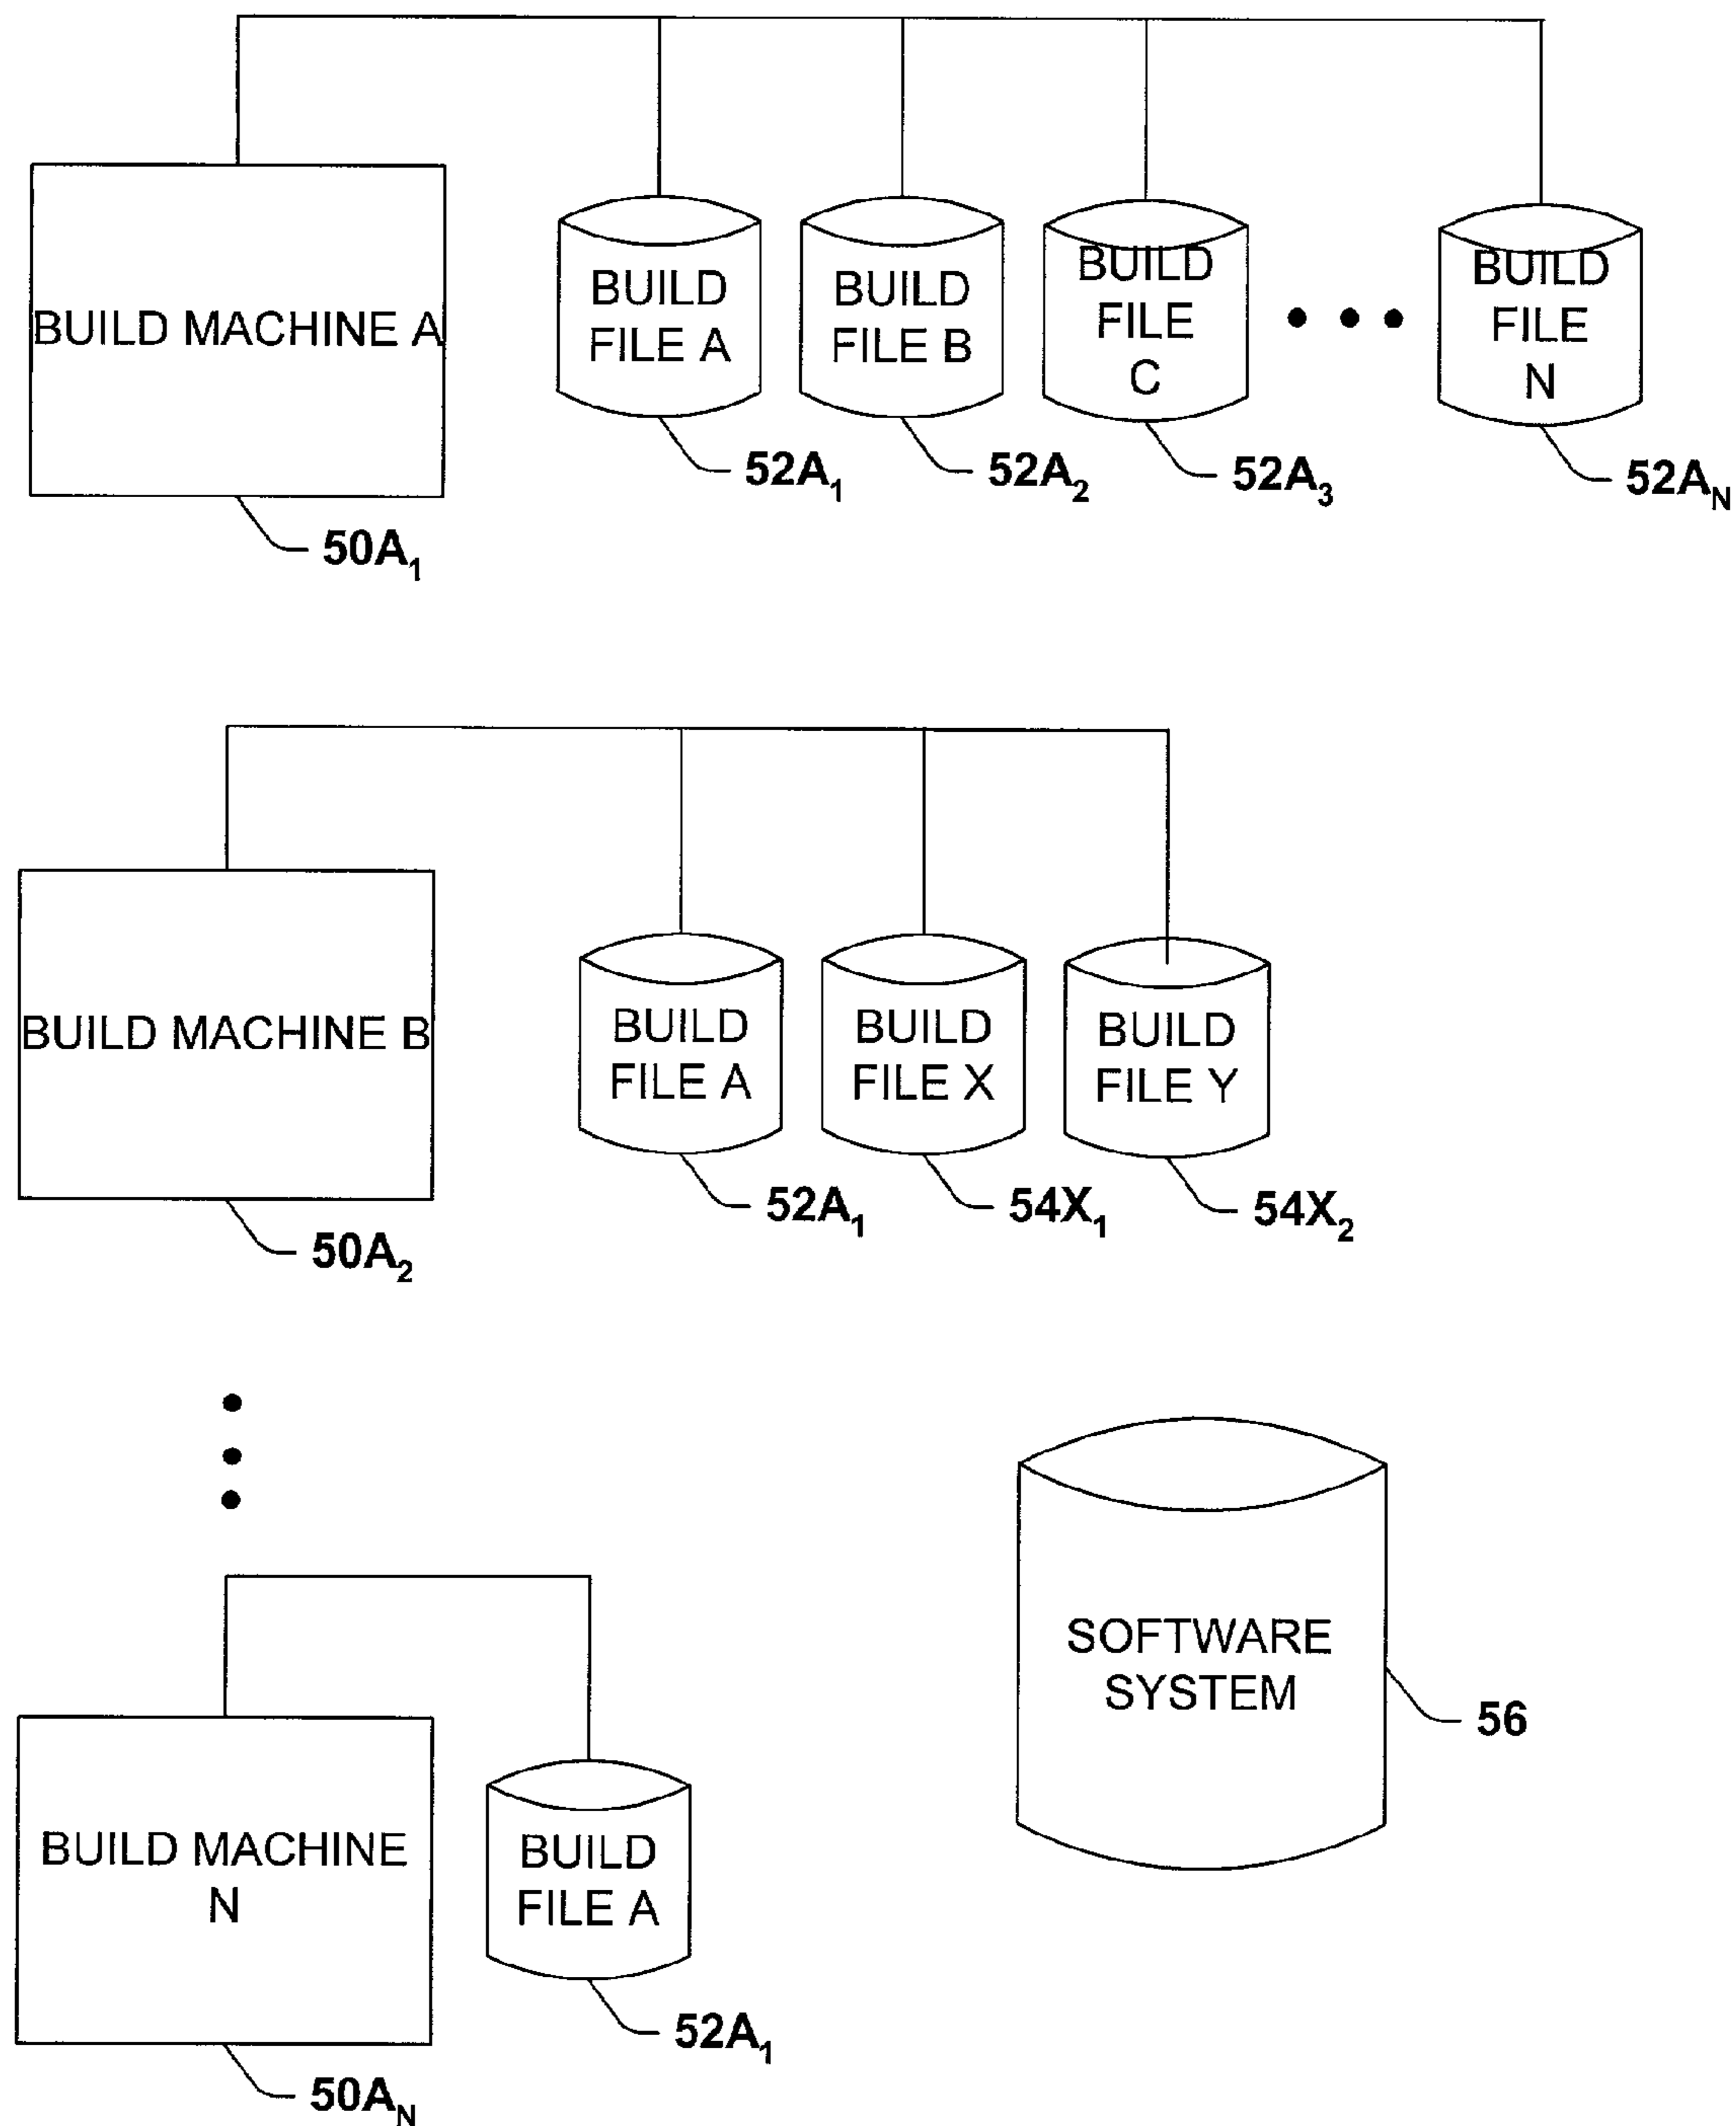 BUILD MACHINE A
BUILD
FILE A
BUILD
FILE B
BUILD
FILE
C
BUILD
FILE
N
52A₁
52A₂
52A₃
52Aₙ
50A₁
BUILD MACHINE B
BUILD
FILE A
BUILD
FILE X
BUILD
FILE Y
52A₁
54X₁
54X₂
50A₂
SOFTWARE
SYSTEM
56
BUILD MACHINE
N
BUILD
FILE A
52A₁
50Aₙ